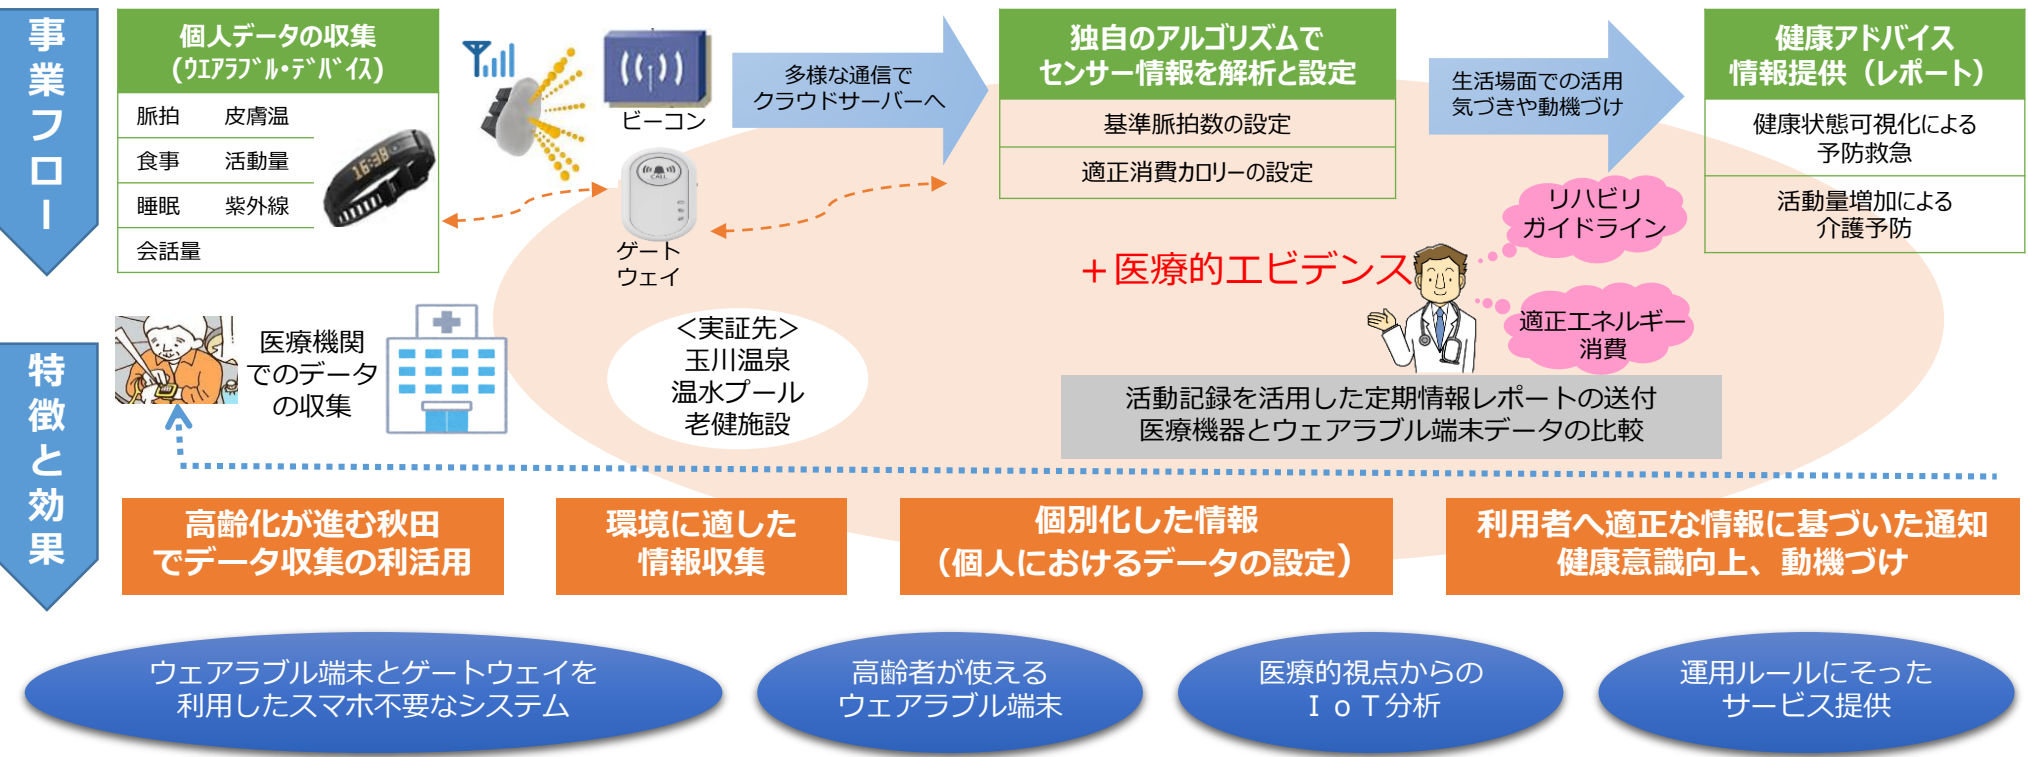 事業フロー
個人データの収集
(ｳｴｱﾗﾌﾞﾙ･ﾃﾞﾊﾞｲｽ)
脈拍 皮膚温
食事 活動量
睡眠 紫外線
会話量
16:38
ビーコン
CALL
ゲート
ウェイ
多様な通信で
クラウドサーバーへ
独自のアルゴリズムで
センサー情報を解析と設定
基準脈拍数の設定
適正消費カロリーの設定
生活場面での活用
気づきや動機づけ
健康アドバイス
情報提供（レポート）
健康状態可視化による
予防救急
活動量増加による
介護予防
リハビリ
ガイドライン
＋医療的エビデンス
適正エネルギー
消費
特徴と効果
医療機関
でのデータ
の収集
＜実証先＞
玉川温泉
温水プール
老健施設
活動記録を活用した定期情報レポートの送付
医療機器とウェアラブル端末データの比較
高齢化が進む秋田
でデータ収集の利活用
環境に適した
情報収集
個別化した情報
（個人におけるデータの設定）
利用者へ適正な情報に基づいた通知
健康意識向上、動機づけ
ウェアラブル端末とゲートウェイを
利用したスマホ不要なシステム
高齢者が使える
ウェアラブル端末
医療的視点からの
ＩｏＴ分析
運用ルールにそった
サービス提供